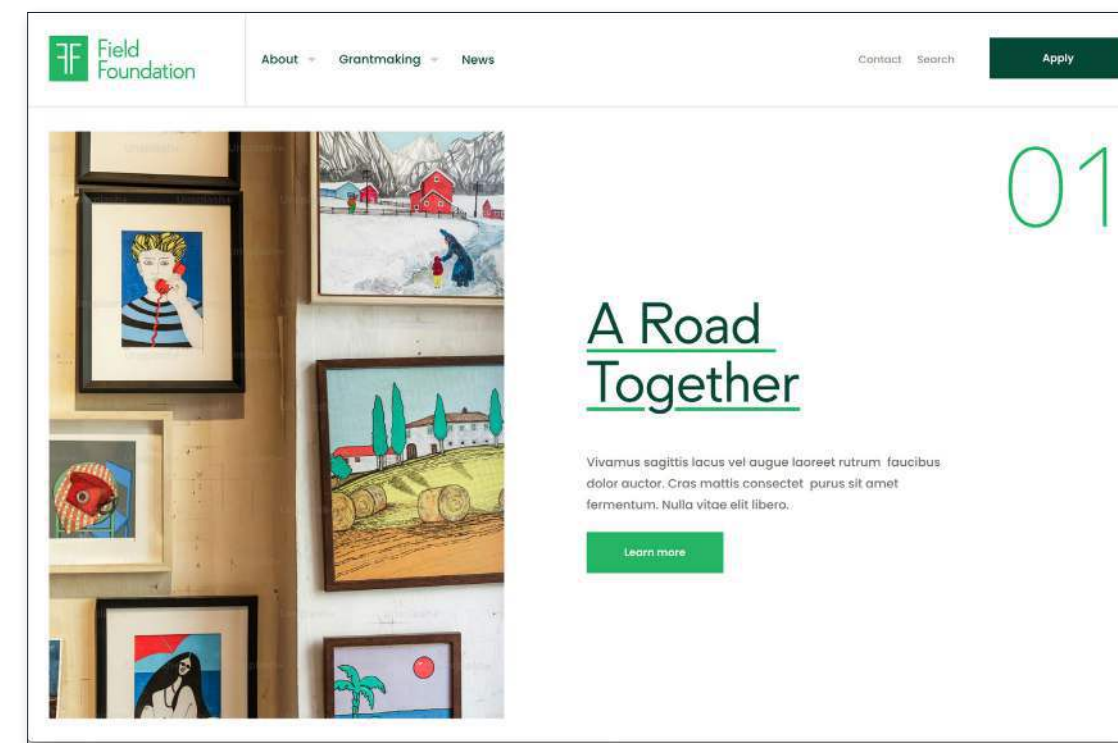 Field
Foundation
About
Grantmaking
News
Contact
Search
Apply
01
A Road
Together
Vivamus sagittis lacus vel augue laoreet rutrum faucibus
dolor auctor. Cras mattis consectet purus sit amet
fermentum. Nulla vitae elit libero.
Learn more